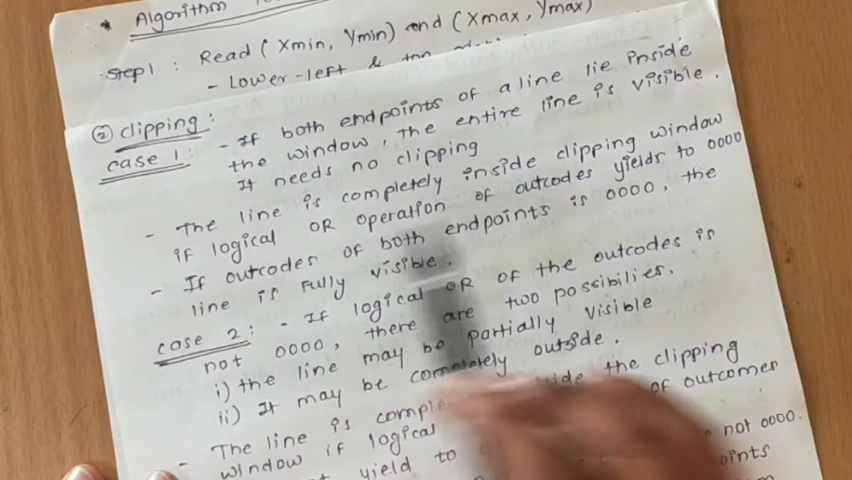 * Algorithm
Step1 : Read (Xmin, Ymin) and (Xmax, Ymax)
- Lower-left &
② Clipping :
Case 1 : - If both endpoints of a line lie inside
the window, the entire line is visible.
It needs no clipping
- The line is completely inside clipping window
if logical OR operation of outcodes yields to 0000
- If outcodes of both endpoints is 0000, the
line is fully visible.
Case 2 : - If logical OR of the outcodes is
not 0000, there are two possibilies.
i) the line may be partially visible
ii) It may be completely outside.
- The line is the clipping
window if logical of outcomes
yield to not 0000.